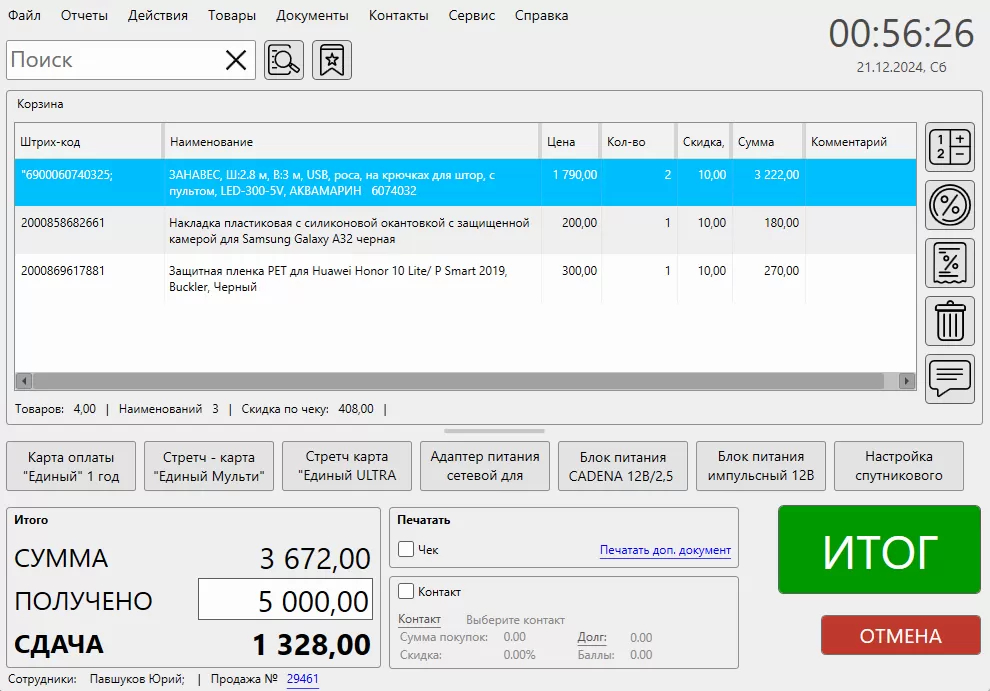 Файл Отчеты Действия Товары Документы Контакты Сервис Справка
00:56:26
21.12.2024, Сб
Поиск
Корзина
Штрих-код Наименование Цена Кол-во Скидка, Сумма Комментарий
"6900060740325; ЗАНАВЕС, Ш:2.8 м, В:3 м, USB, роса, на крючках для штор, с 1 790,00 2 10,00 3 222,00
пультом, LED-300-5V, АКВАМАРИН 6074032
2000858682661 Накладка пластиковая с силиконовой окантовкой с защищенной 200,00 1 10,00 180,00
камерой для Samsung Galaxy A32 черная
2000869617881 Защитная пленка PET для Huawei Honor 10 Lite/ P Smart 2019, 300,00 1 10,00 270,00
Buckler, Черный
1 + 2 −
%
%
Товаров: 4,00 | Наименований 3 | Скидка по чеку: 408,00 |
Карта оплаты Стретч - карта Стретч карта Адаптер питания Блок питания Блок питания Настройка
"Единый" 1 год "Единый Мульти" "Единый ULTRA сетевой для CADENA 12В/2,5 импульсный 12В спутникового
Итого
СУММА 3 672,00
ПОЛУЧЕНО 5 000,00
СДАЧА 1 328,00
Печатать
Чек Печатать доп. документ
Контакт
Контакт Выберите контакт
Сумма покупок: 0.00 Долг: 0.00
Скидка: 0.00% Баллы: 0.00
ИТОГ
ОТМЕНА
Сотрудники: Павшуков Юрий; | Продажа № 29461